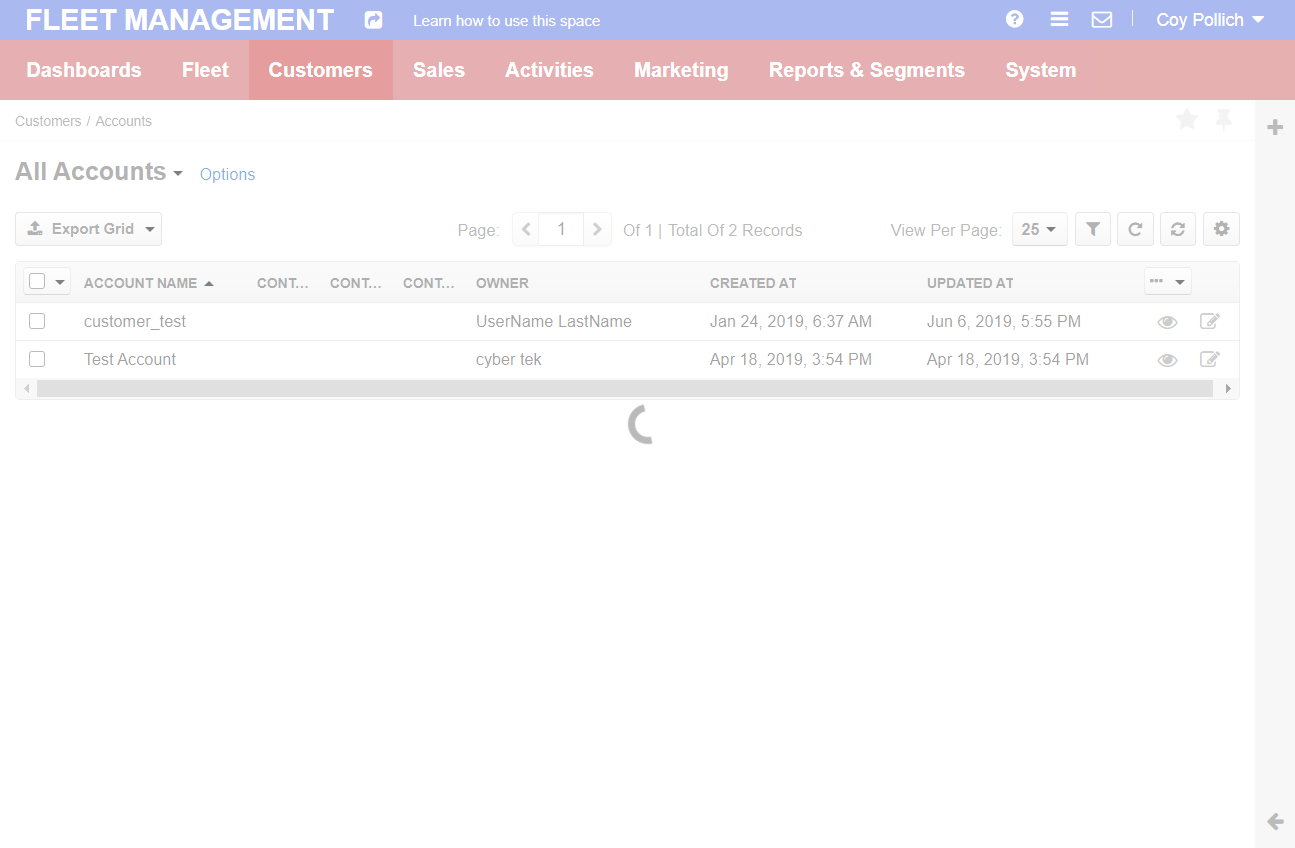 FLEET MANAGEMENT Learn how to use this space Coy Pollich
Dashboards Fleet Customers Sales Activities Marketing Reports & Segments System
Customers / Accounts
All Accounts Options
Export Grid Page: 1 Of 1 | Total Of 2 Records View Per Page: 25
ACCOUNT NAME CONT... CONT... CONT... OWNER CREATED AT UPDATED AT
customer_test UserName LastName Jan 24, 2019, 6:37 AM Jun 6, 2019, 5:55 PM
Test Account cyber tek Apr 18, 2019, 3:54 PM Apr 18, 2019, 3:54 PM